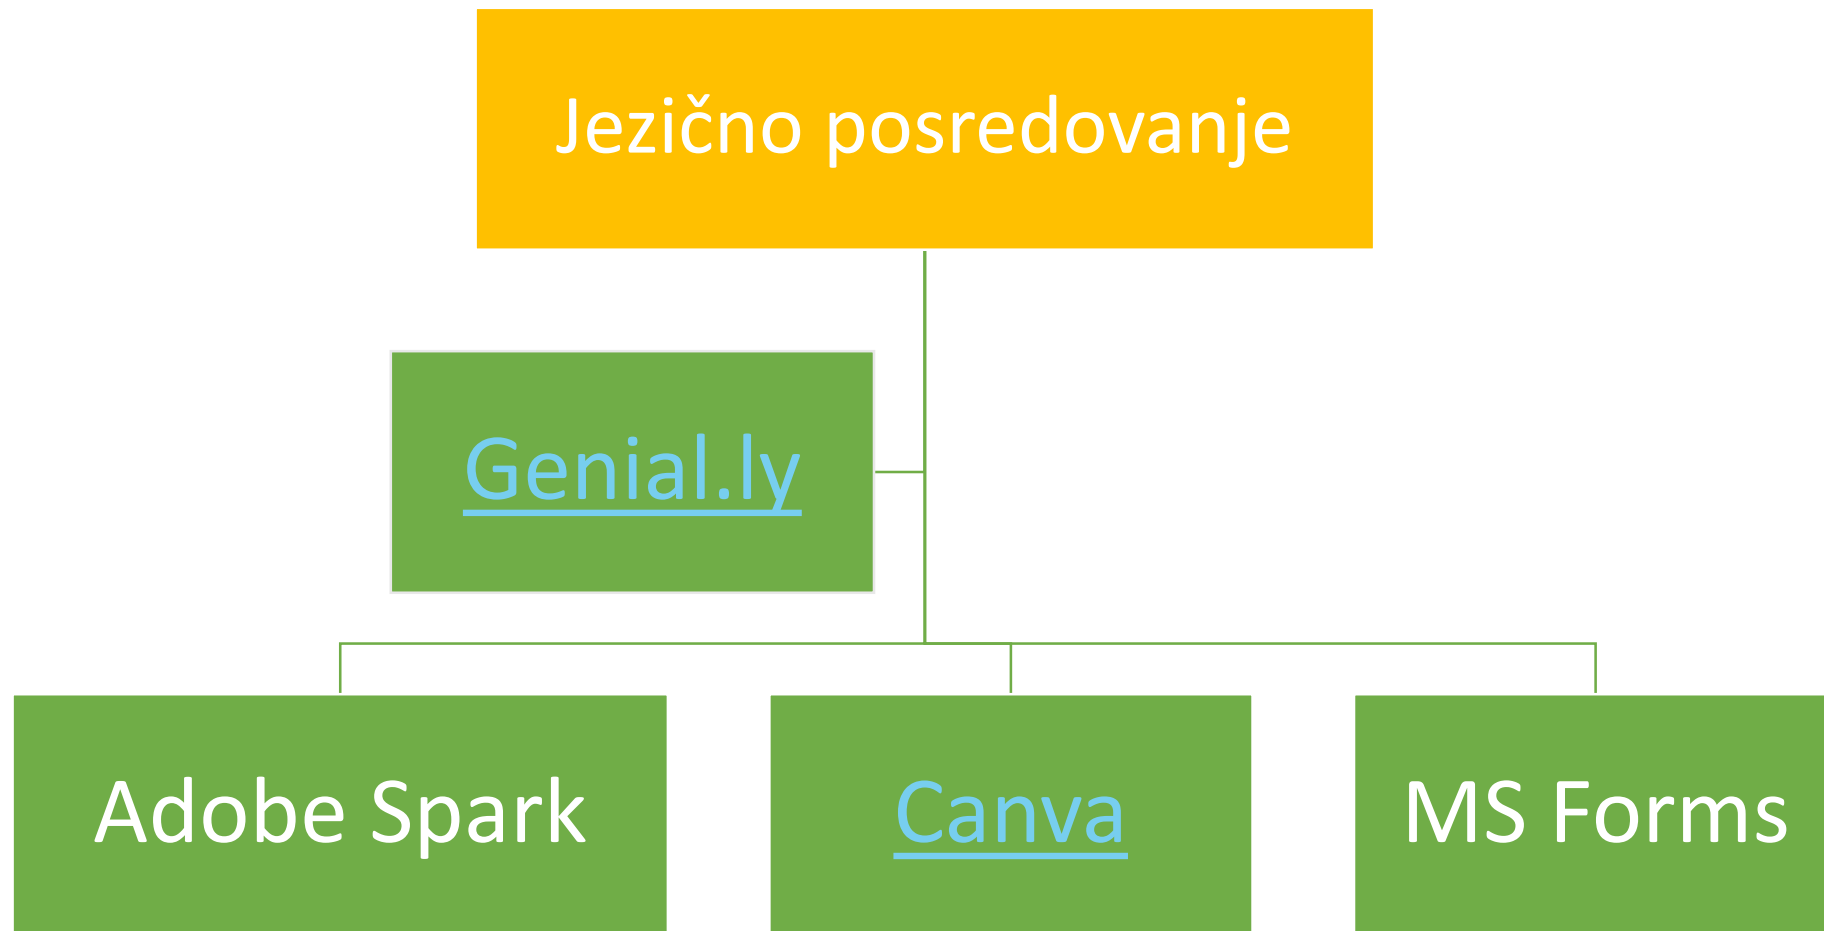 Jezično posredovanje
Genial.ly
Adobe Spark
Canva
MS Forms